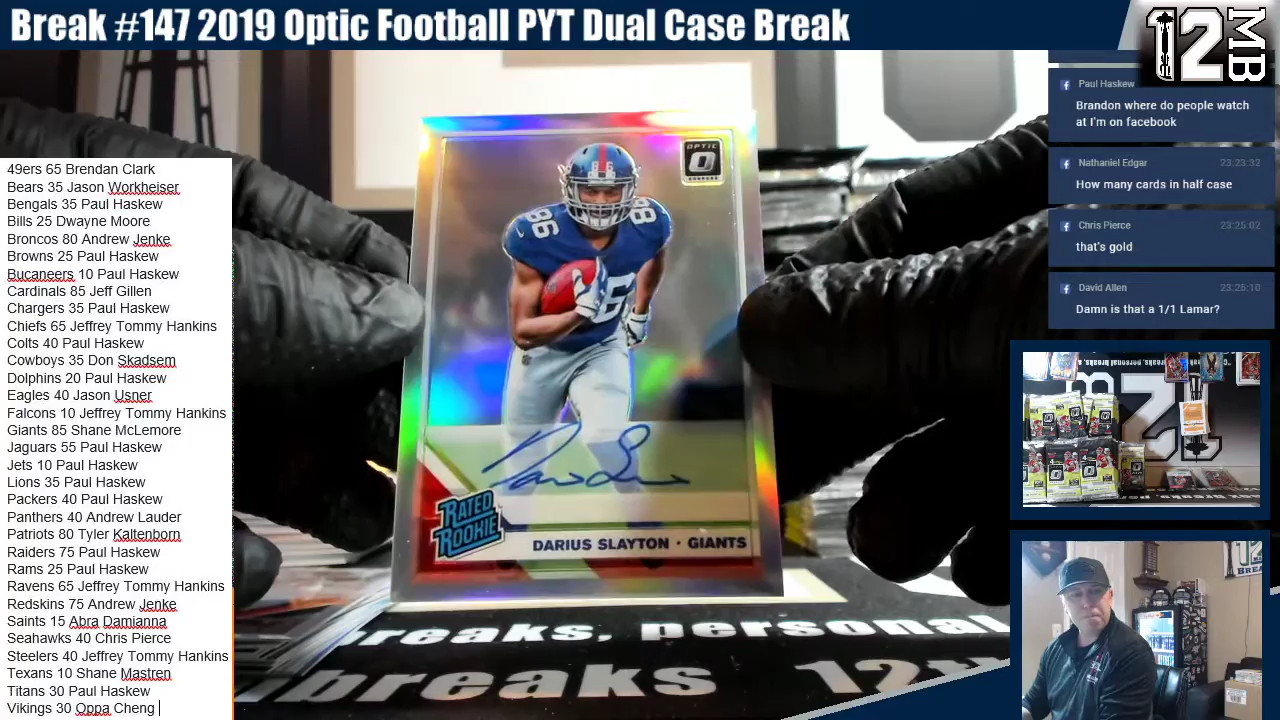 Break #147 2019 Optic Football PYT Dual Case Break
12
MB
Paul Haskew
Brandon where do people watch
at I'm on facebook
Nathaniel Edgar 23:23:32
How many cards in half case
Chris Pierce 23:25:02
that's gold
David Allen 23:25:10
Damn is that a 1/1 Lamar?
49ers 65 Brendan Clark
Bears 35 Jason Workheiser
Bengals 35 Paul Haskew
Bills 25 Dwayne Moore
Broncos 80 Andrew Jenke
Browns 25 Paul Haskew
Bucaneers 10 Paul Haskew
Cardinals 85 Jeff Gillen
Chargers 35 Paul Haskew
Chiefs 65 Jeffrey Tommy Hankins
Colts 40 Paul Haskew
Cowboys 35 Don Skadsem
Dolphins 20 Paul Haskew
Eagles 40 Jason Usner
Falcons 10 Jeffrey Tommy Hankins
Giants 85 Shane McLemore
Jaguars 55 Paul Haskew
Jets 10 Paul Haskew
Lions 35 Paul Haskew
Packers 40 Paul Haskew
Panthers 40 Andrew Lauder
Patriots 80 Tyler Kaltenborn
Raiders 75 Paul Haskew
Rams 25 Paul Haskew
Ravens 65 Jeffrey Tommy Hankins
Redskins 75 Andrew Jenke
Saints 15 Abra Damianna
Seahawks 40 Chris Pierce
Steelers 40 Jeffrey Tommy Hankins
Texans 10 Shane Mastren
Titans 30 Paul Haskew
Vikings 30 Oppa Cheng
OPTIC
86
86
86
RATED
ROOKIE
DARIUS SLAYTON · GIANTS
breaks, personal
breaks 12